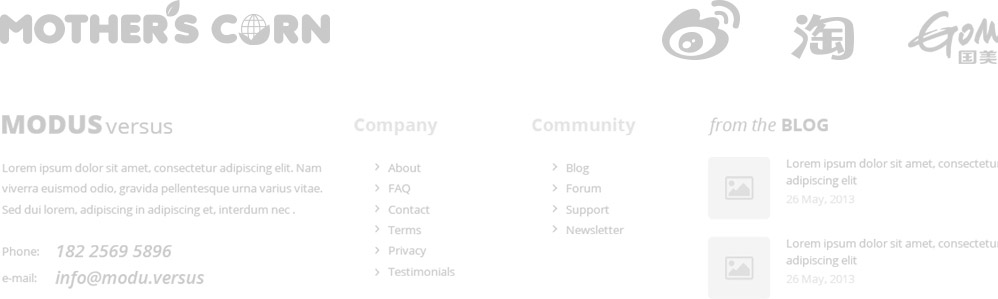 MOTHER'S CORN
淘
GOM
国美
MODUS versus
Lorem ipsum dolor sit amet, consectetur adipiscing elit. Nam
viverra euismod odio, gravida pellentesque urna varius vitae.
Sed dui lorem, adipiscing in adipiscing et, interdum nec .
Phone: 182 2569 5896
e-mail: info@modu.versus
Company
About
FAQ
Contact
Terms
Privacy
Testimonials
Community
Blog
Forum
Support
Newsletter
from the BLOG
Lorem ipsum dolor sit amet, consectetu
adipiscing elit
26 May, 2013
Lorem ipsum dolor sit amet, consectetu
adipiscing elit
26 May, 2013